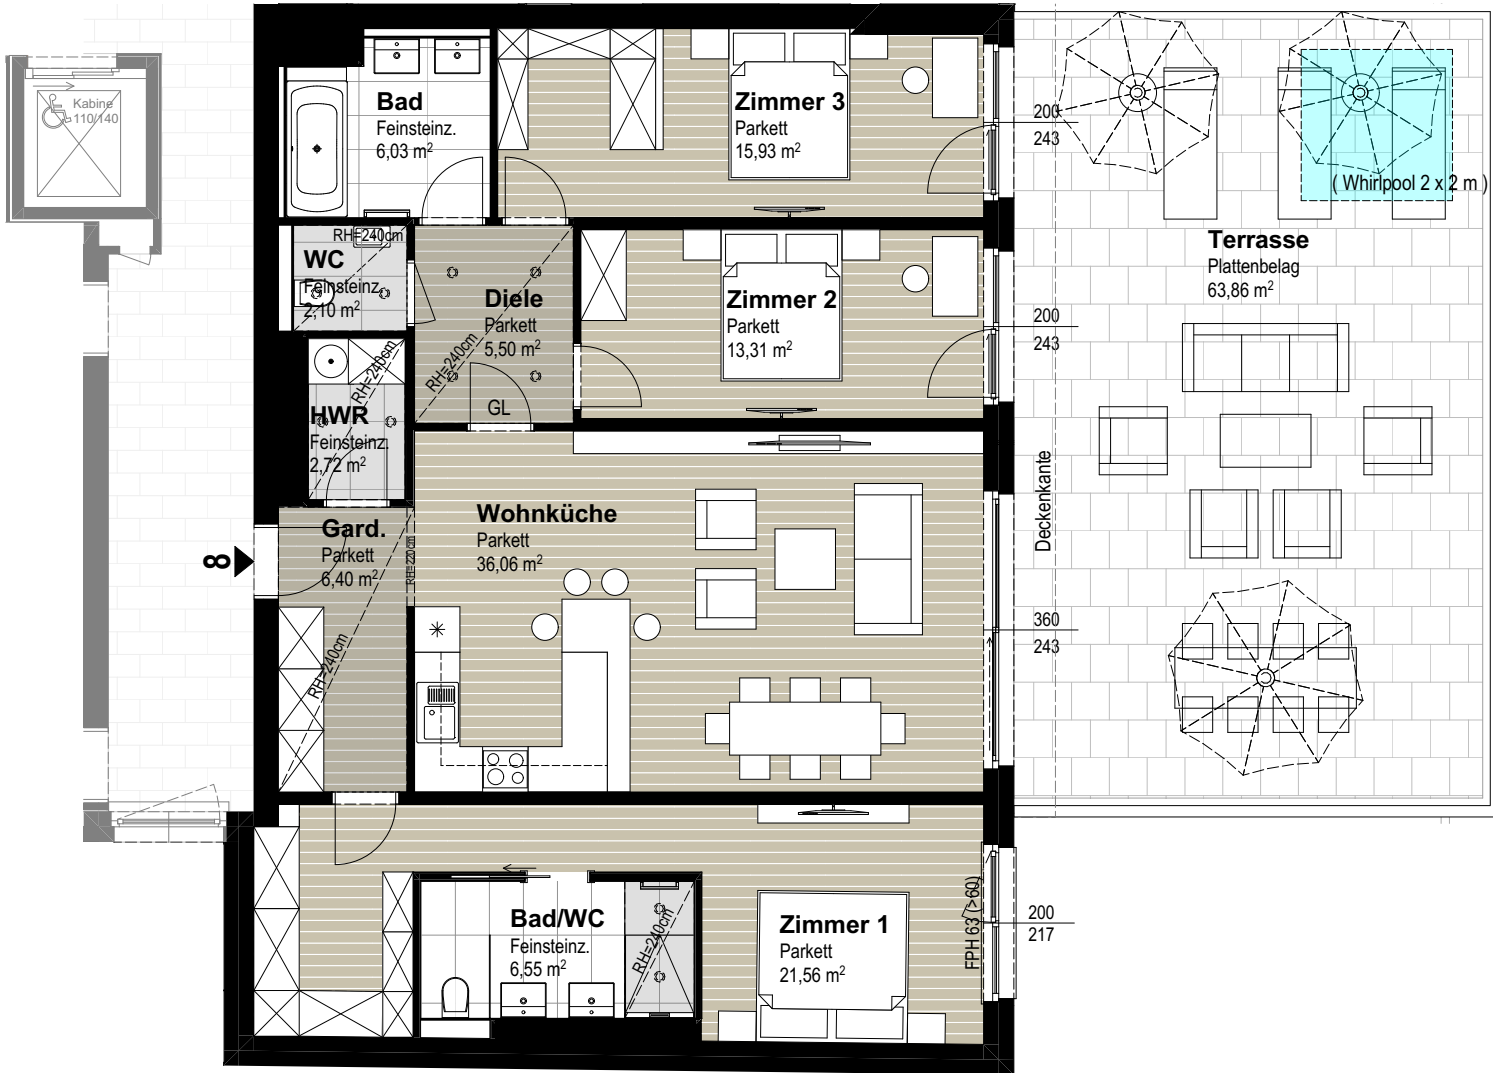 Kabine
110/140
Bad
Feinsteinz.
6,03 m²
Zimmer 3
Parkett
15,93 m²
200
243
( Whirlpool 2 x 2 m )
Terrasse
Plattenbelag
63,86 m²
RH=240cm
WC
Feinsteinz.
2,10 m²
Diele
Parkett
5,50 m²
RH=240cm
GL
Zimmer 2
Parkett
13,31 m²
200
243
RH=240cm
HWR
Feinsteinz.
2,72 m²
Deckenkante
Gard.
Parkett
6,40 m²
RH=220cm
RH=240cm
8
Wohnküche
Parkett
36,06 m²
360
243
Bad/WC
Feinsteinz.
6,55 m²
RH=240cm
Zimmer 1
Parkett
21,56 m²
FPH 63 (>60)
200
217